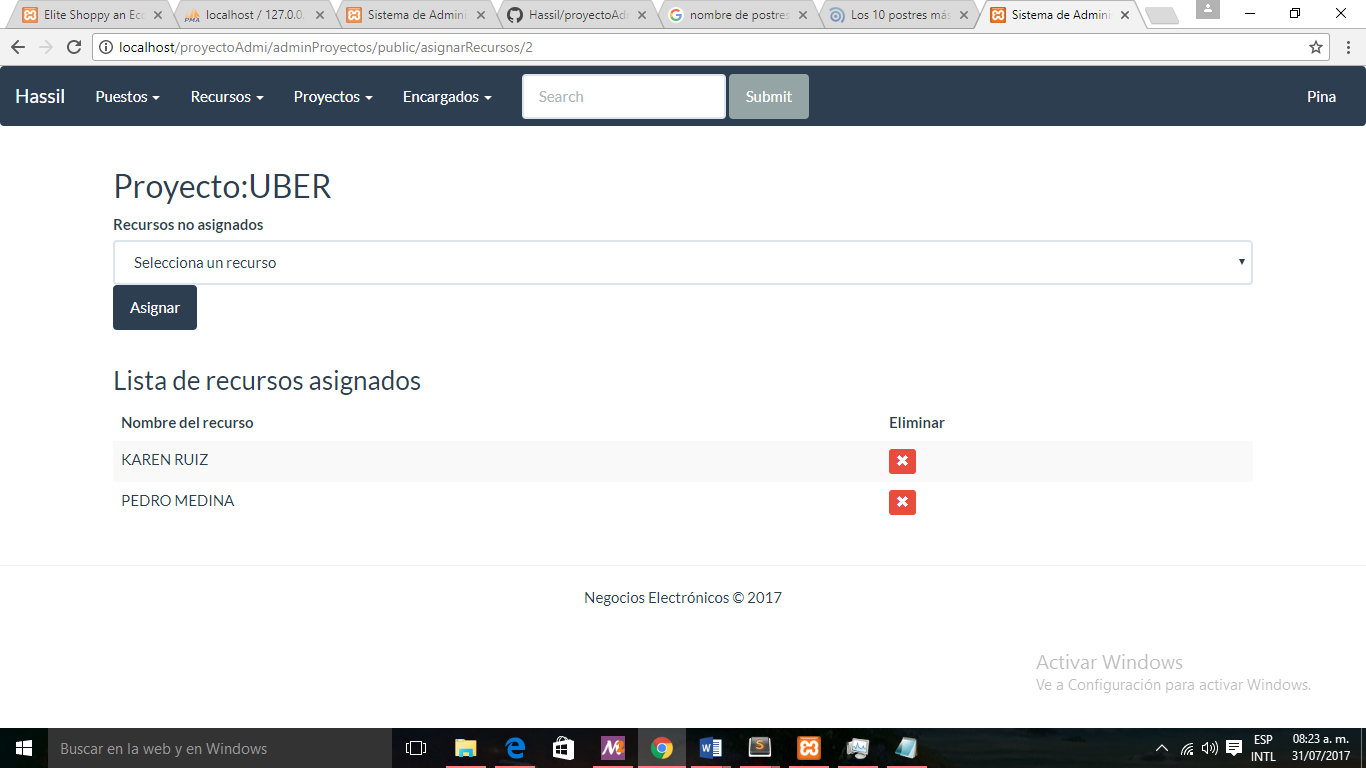 Elite Shoppy an Eco
localhost / 127.0.0.
Sistema de Admini
Hassil/proyectoAdm
nombre de postres
Los 10 postres más
Sistema de Admini
localhost/proyectoAdmi/adminProyectos/public/asignarRecursos/2
Hassil
Puestos
Recursos
Proyectos
Encargados
Search
Submit
Pina
Proyecto:UBER
Recursos no asignados
Selecciona un recurso
Asignar
Lista de recursos asignados
Nombre del recurso
Eliminar
KAREN RUIZ
PEDRO MEDINA
Negocios Electrónicos © 2017
Activar Windows
Ve a Configuración para activar Windows.
Buscar en la web y en Windows
ESP
INTL
08:23 a. m.
31/07/2017